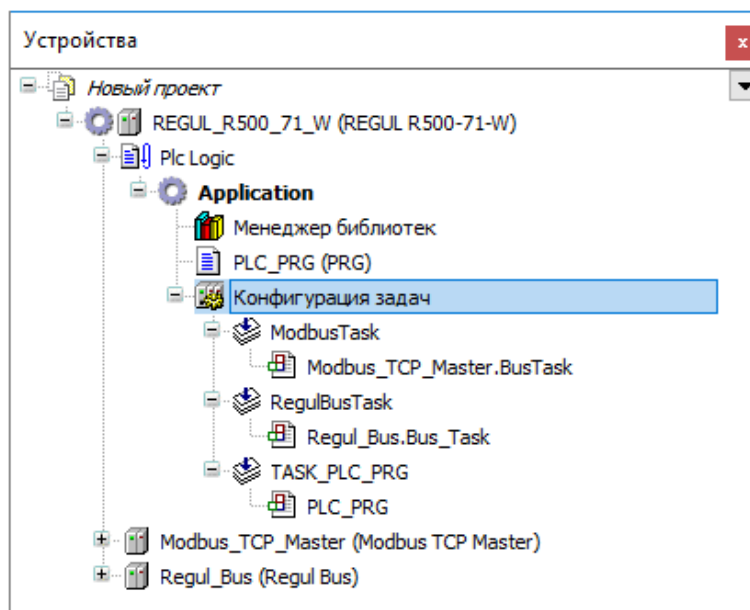 Устройства
x
Новый проект
REGUL_R500_71_W (REGUL R500-71-W)
Plc Logic
Application
Менеджер библиотек
PLC_PRG (PRG)
Конфигурация задач
ModbusTask
Modbus_TCP_Master.BusTask
RegulBusTask
Regul_Bus.Bus_Task
TASK_PLC_PRG
PLC_PRG
Modbus_TCP_Master (Modbus TCP Master)
Regul_Bus (Regul Bus)